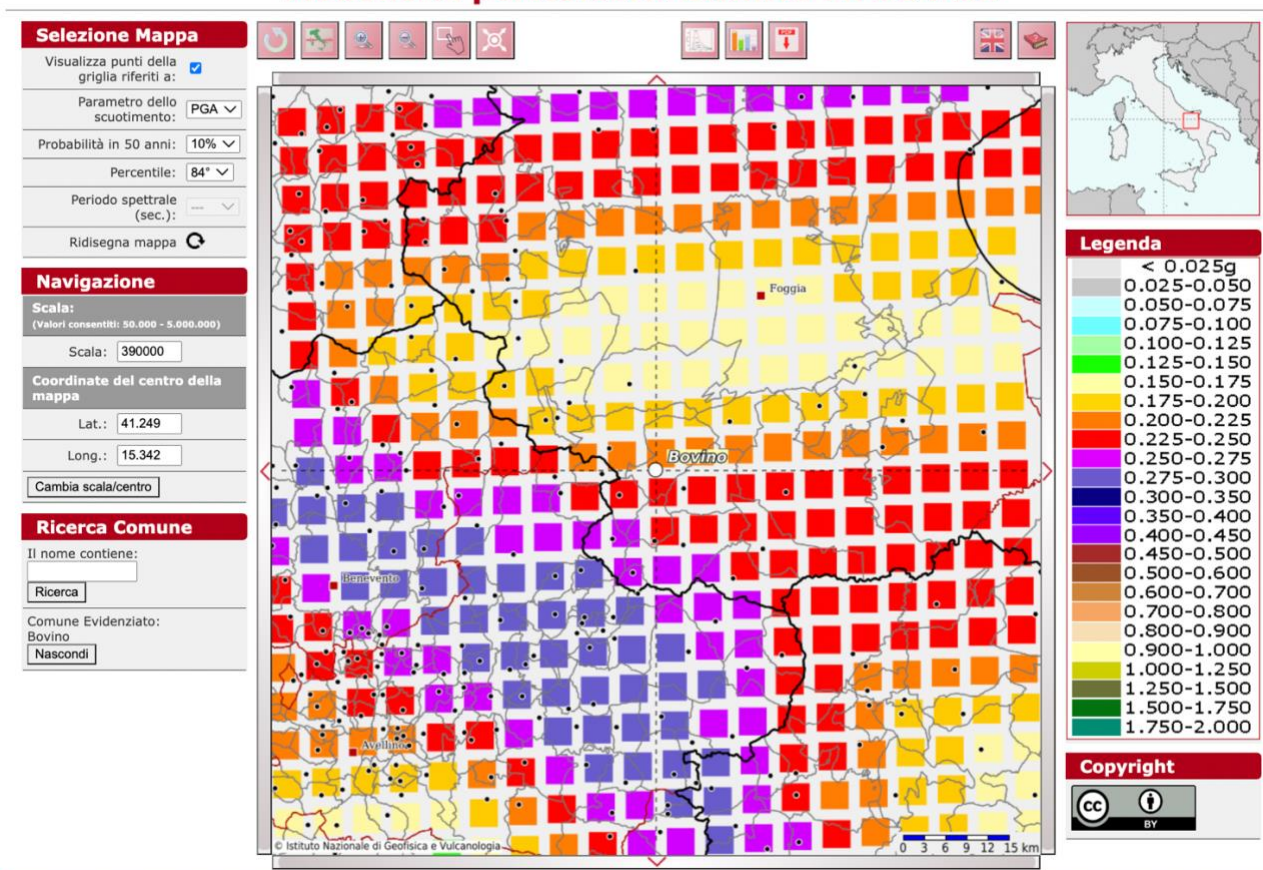 Selezione Mappa
Visualizza punti della
griglia riferiti a:
Parametro dello
scuotimento:
PGA
Probabilità in 50 anni:
10%
Percentile:
84°
Periodo spettrale
(sec.):
---
Ridisegna mappa
Navigazione
Scala:
(Valori consentiti: 50.000 - 5.000.000)
Scala:
390000
Coordinate del centro della
mappa
Lat.:
41.249
Long.:
15.342
Cambia scala/centro
Ricerca Comune
Il nome contiene:
Ricerca
Comune Evidenziato:
Bovino
Nascondi
PDF
Foggia
Bovino
Benevento
Avellino
© Istituto Nazionale di Geofisica e Vulcanologia
0 3 6 9 12 15 km
Legenda
< 0.025g
0.025-0.050
0.050-0.075
0.075-0.100
0.100-0.125
0.125-0.150
0.150-0.175
0.175-0.200
0.200-0.225
0.225-0.250
0.250-0.275
0.275-0.300
0.300-0.350
0.350-0.400
0.400-0.450
0.450-0.500
0.500-0.600
0.600-0.700
0.700-0.800
0.800-0.900
0.900-1.000
1.000-1.250
1.250-1.500
1.500-1.750
1.750-2.000
Copyright
cc
BY